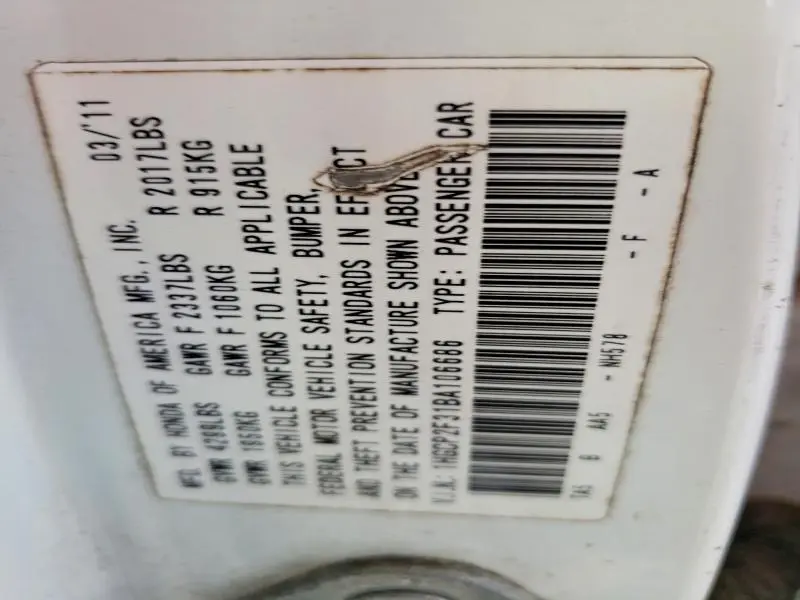 MFD. BY HONDA OF AMERICA MFG., INC. 03/'11
GVWR 4299LBS GAWR F 2337LBS R 2017LBS
GVWR 1950KG GAWR F 1060KG R 915KG
THIS VEHICLE CONFORMS TO ALL APPLICABLE
FEDERAL MOTOR VEHICLE SAFETY, BUMPER,
AND THEFT PREVENTION STANDARDS IN EFFECT
ON THE DATE OF MANUFACTURE SHOWN ABOVE
V.I.N.: 1HGCP2F31BA106686 TYPE: PASSENGER CAR
TA5 B AA5 - NH578 - F - A